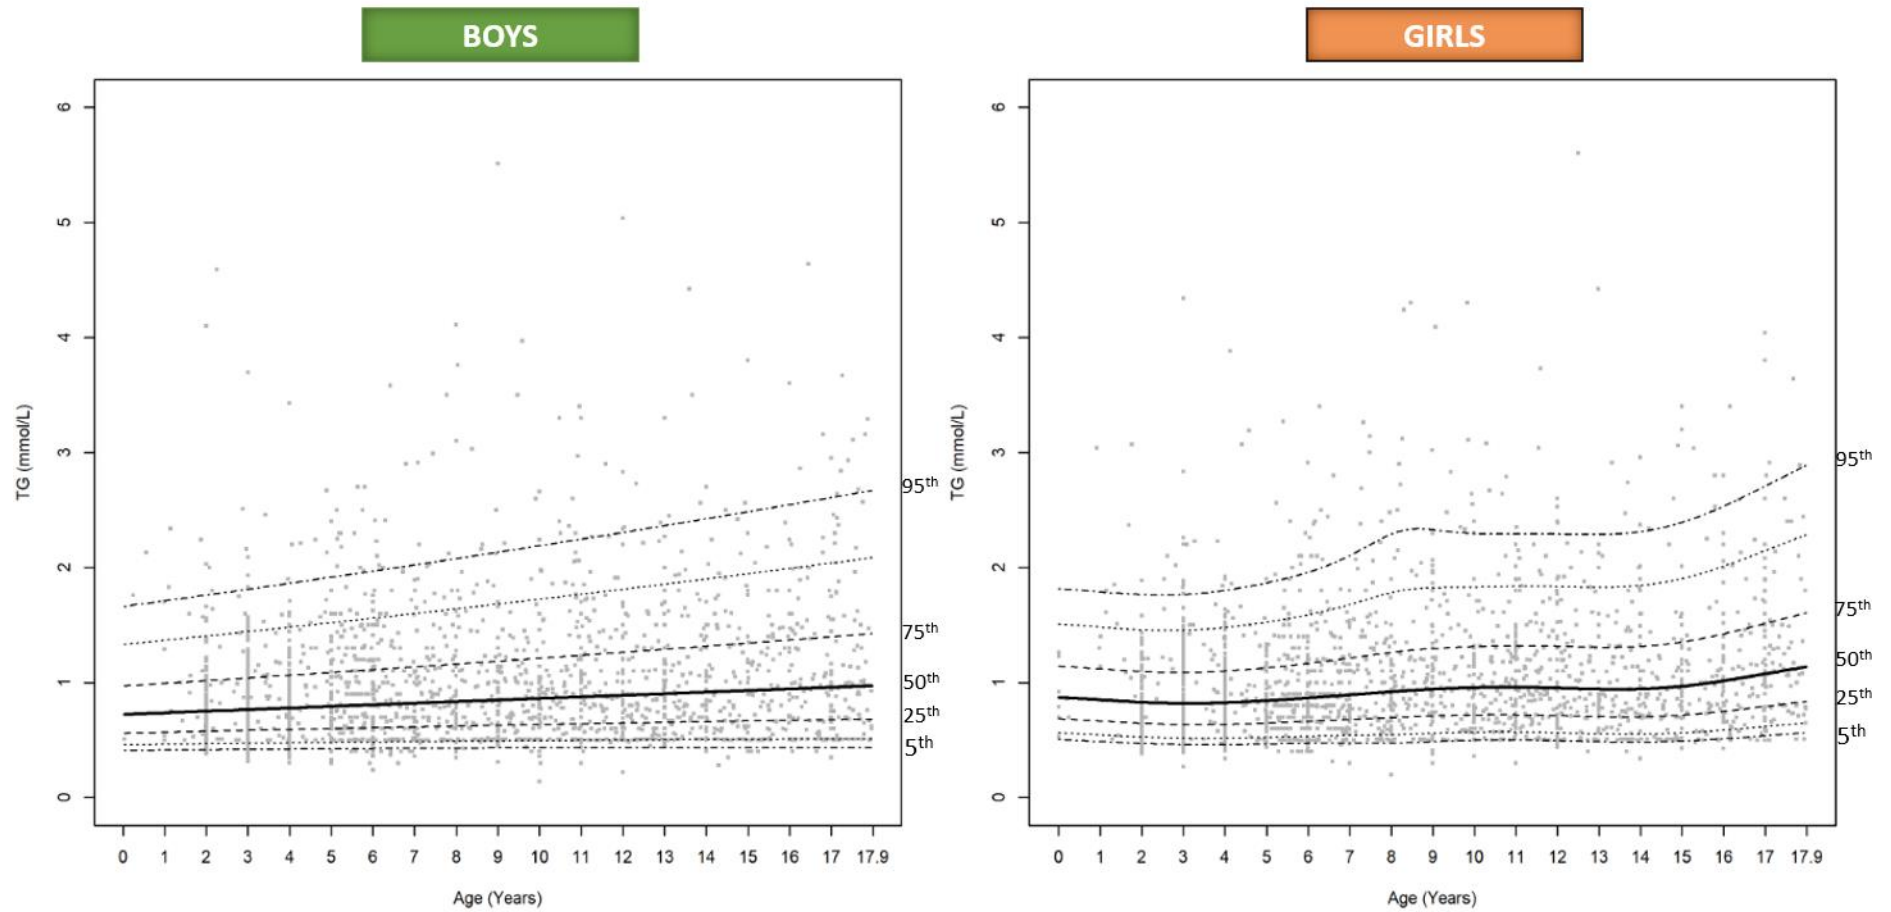 BOYS
GIRLS
TG (mmol/L)
6
5
4
3
2
1
0
95th
75th
50th
25th
5th
0 1 2 3 4 5 6 7 8 9 10 11 12 13 14 15 16 17 17.9
Age (Years)
TG (mmol/L)
6
5
4
3
2
1
0
95th
75th
50th
25th
5th
0 1 2 3 4 5 6 7 8 9 10 11 12 13 14 15 16 17 17.9
Age (Years)